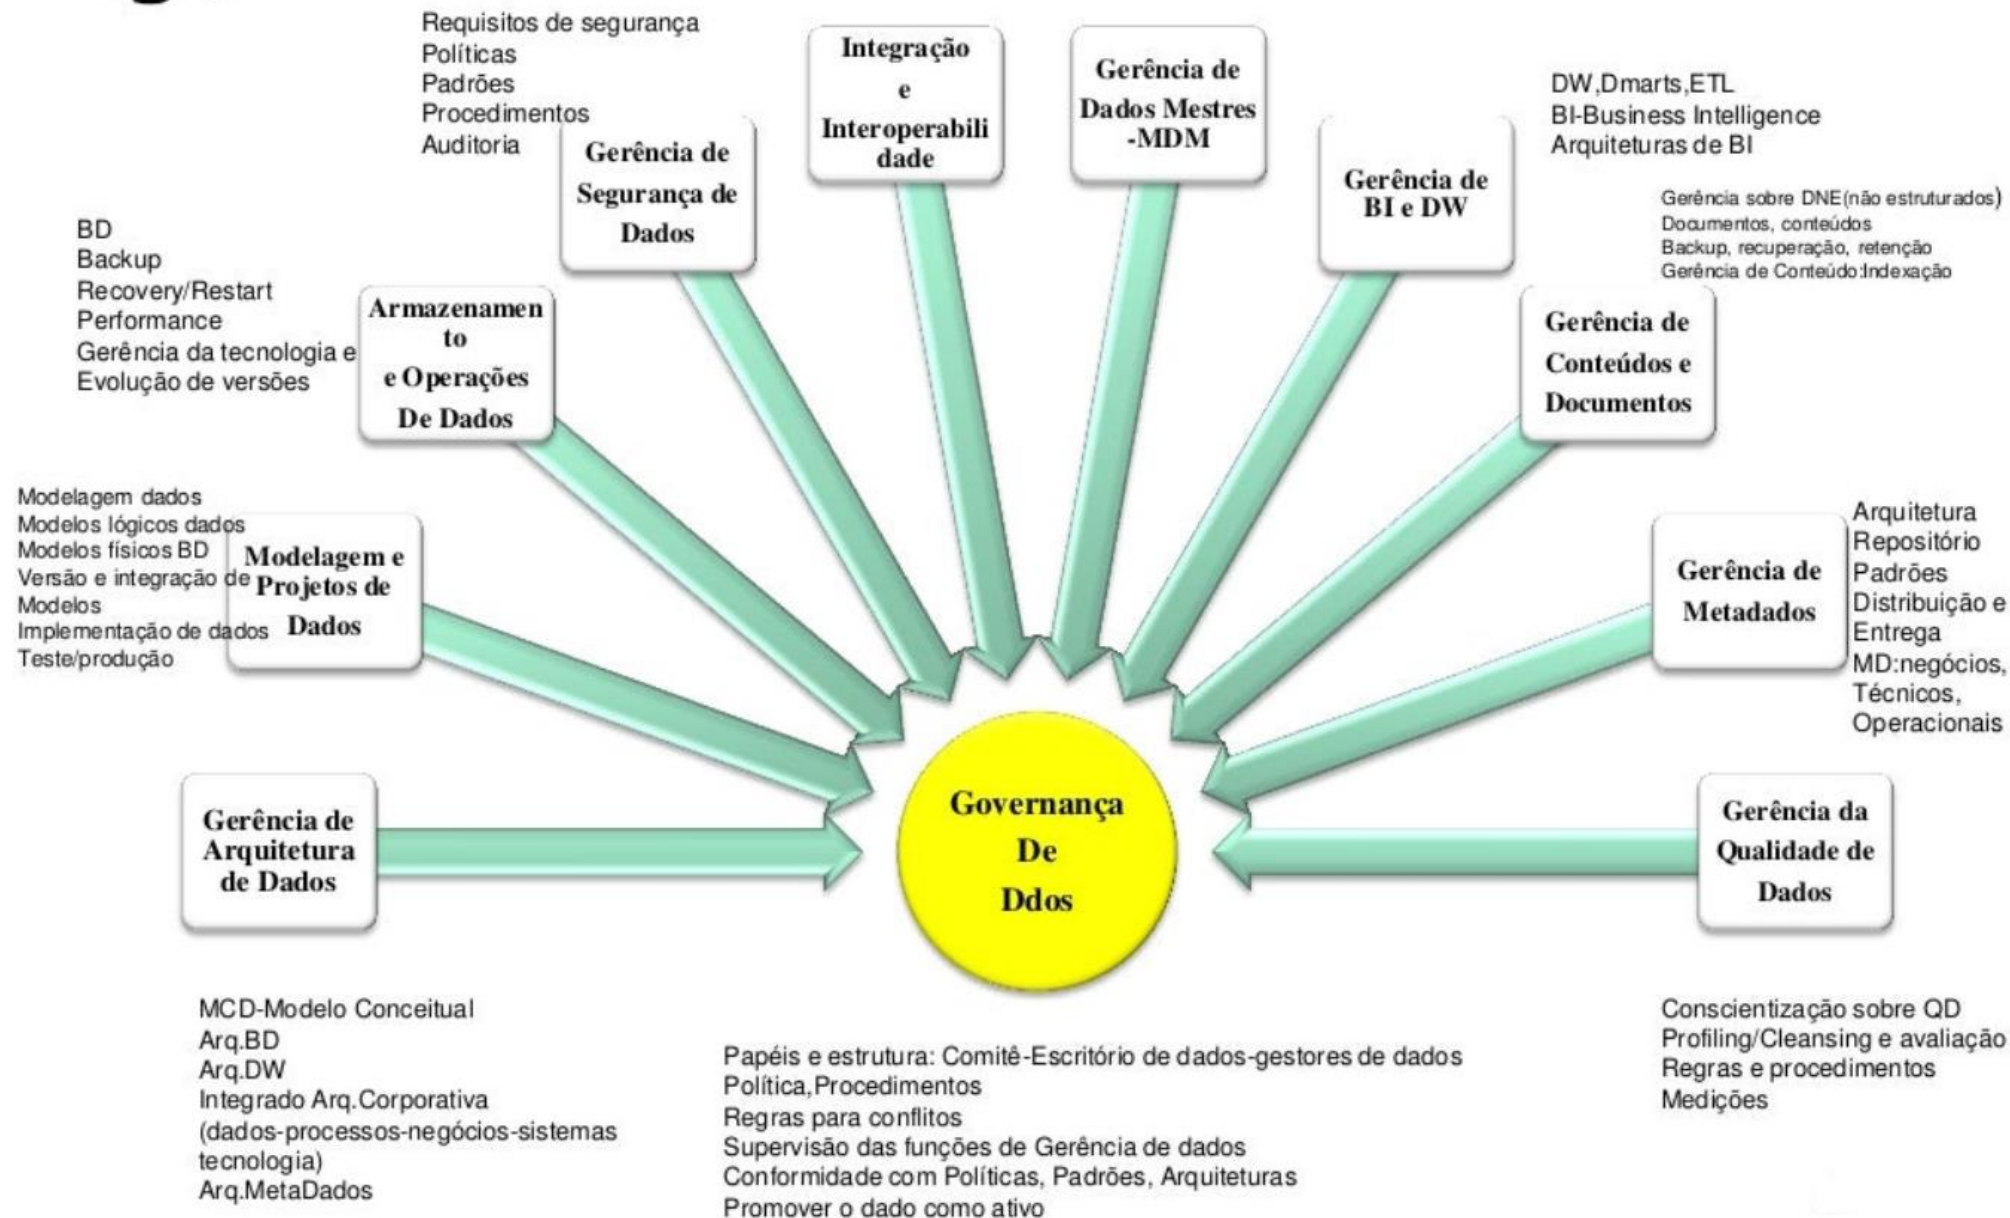 Requisitos de segurança
Políticas
Padrões
Procedimentos
Auditoria
Gerência de
Segurança de
Dados
Integração
e
Interoperabili
dade
Gerência de
Dados Mestres
-MDM
Gerência de
BI e DW
DW,Dmarts,ETL
BI-Business Intelligence
Arquiteturas de BI
Gerência sobre DNE(não estruturados)
Documentos, conteúdos
Backup, recuperação, retenção
Gerência de Conteúdo:Indexação
Gerência de
Conteúdos e
Documentos
BD
Backup
Recovery/Restart
Performance
Gerência da tecnologia e
Evolução de versões
Armazenamen
to
e Operações
De Dados
Modelagem dados
Modelos lógicos dados
Modelos físicos BD
Versão e integração de
Modelos
Implementação de dados
Teste/produção
Modelagem e
Projetos de
Dados
Gerência de
Metadados
Arquitetura
Repositório
Padrões
Distribuição e
Entrega
MD:negócios,
Técnicos,
Operacionais
Gerência de
Arquitetura
de Dados
Governança
De
Ddos
Gerência da
Qualidade de
Dados
MCD-Modelo Conceitual
Arq.BD
Arq.DW
Integrado Arq.Corporativa
(dados-processos-negócios-sistemas
tecnologia)
Arq.MetaDados
Papéis e estrutura: Comitê-Escritório de dados-gestores de dados
Política,Procedimentos
Regras para conflitos
Supervisão das funções de Gerência de dados
Conformidade com Políticas, Padrões, Arquiteturas
Promover o dado como ativo
Conscientização sobre QD
Profiling/Cleansing e avaliação
Regras e procedimentos
Medições